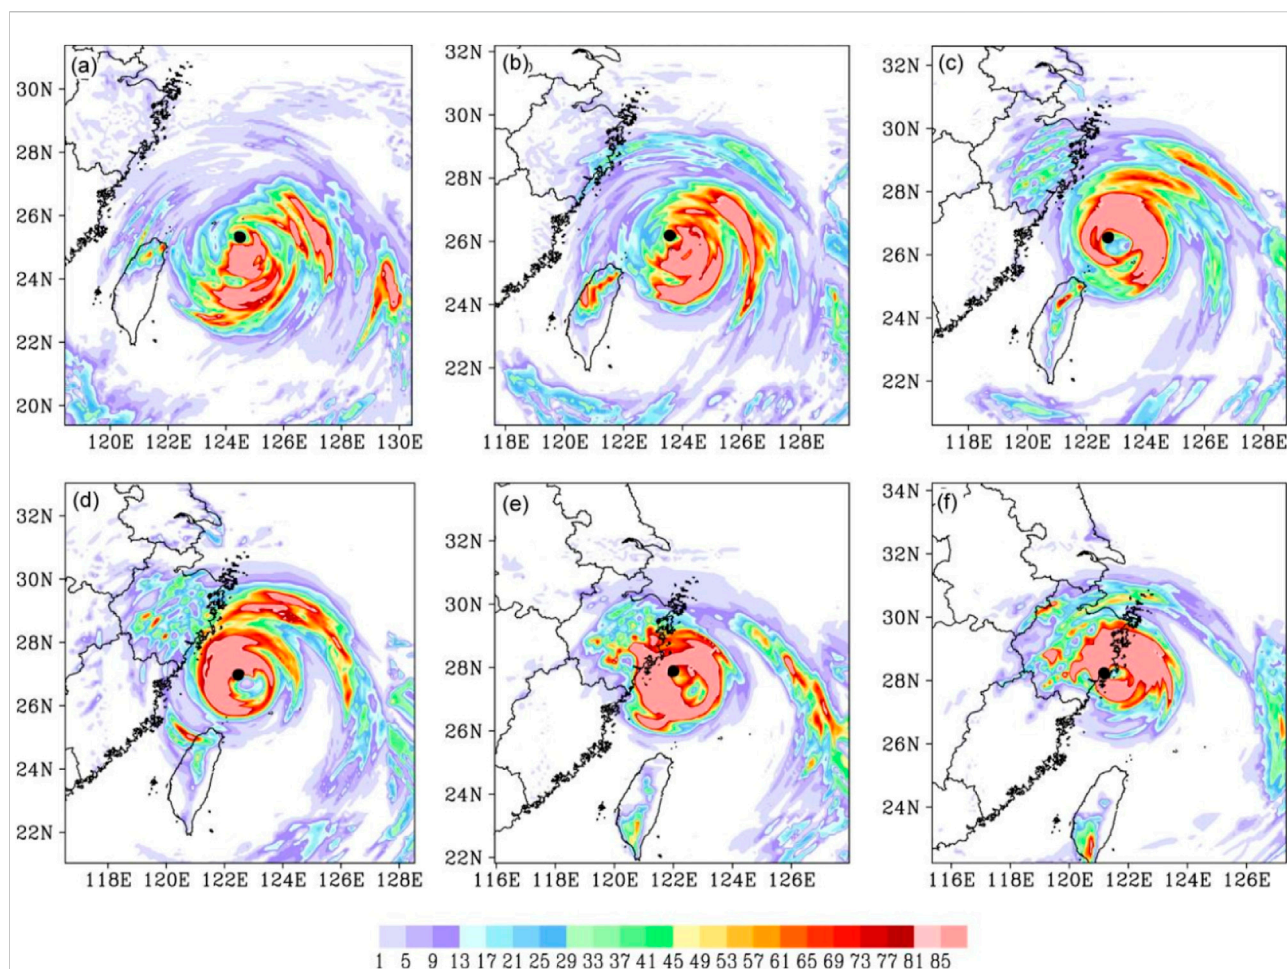 (a)
(b)
(c)
32N
32N
30N
30N
30N
28N
28N
28N
26N
26N
26N
24N
24N
24N
22N
22N
22N
20N
120E 122E 124E 126E 128E 130E
118E 120E 122E 124E 126E 128E
118E 120E 122E 124E 126E 128E
(d)
(e)
(f)
34N
32N
32N
32N
30N
30N
30N
28N
28N
28N
26N
26N
26N
24N
24N
24N
22N
22N
118E 120E 122E 124E 126E 128E
116E 118E 120E 122E 124E 126E
116E 118E 120E 122E 124E 126E
1 5 9 13 17 21 25 29 33 37 41 45 49 53 57 61 65 69 73 77 81 85